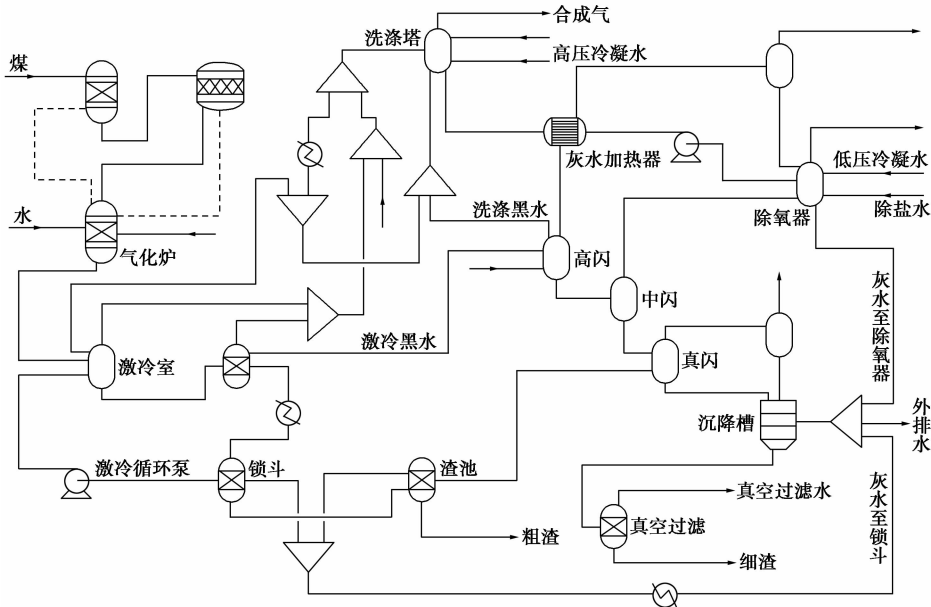 合成气
洗涤塔
高压冷凝水
煤
灰水加热器
低压冷凝水
水
洗涤黑水
除氧器
除盐水
气化炉
高闪
中闪
灰水至除氧器
激冷黑水
激冷室
真闪
沉降槽
外排水
激冷循环泵
锁斗
渣池
灰水至锁斗
真空过滤水
粗渣
真空过滤
细渣